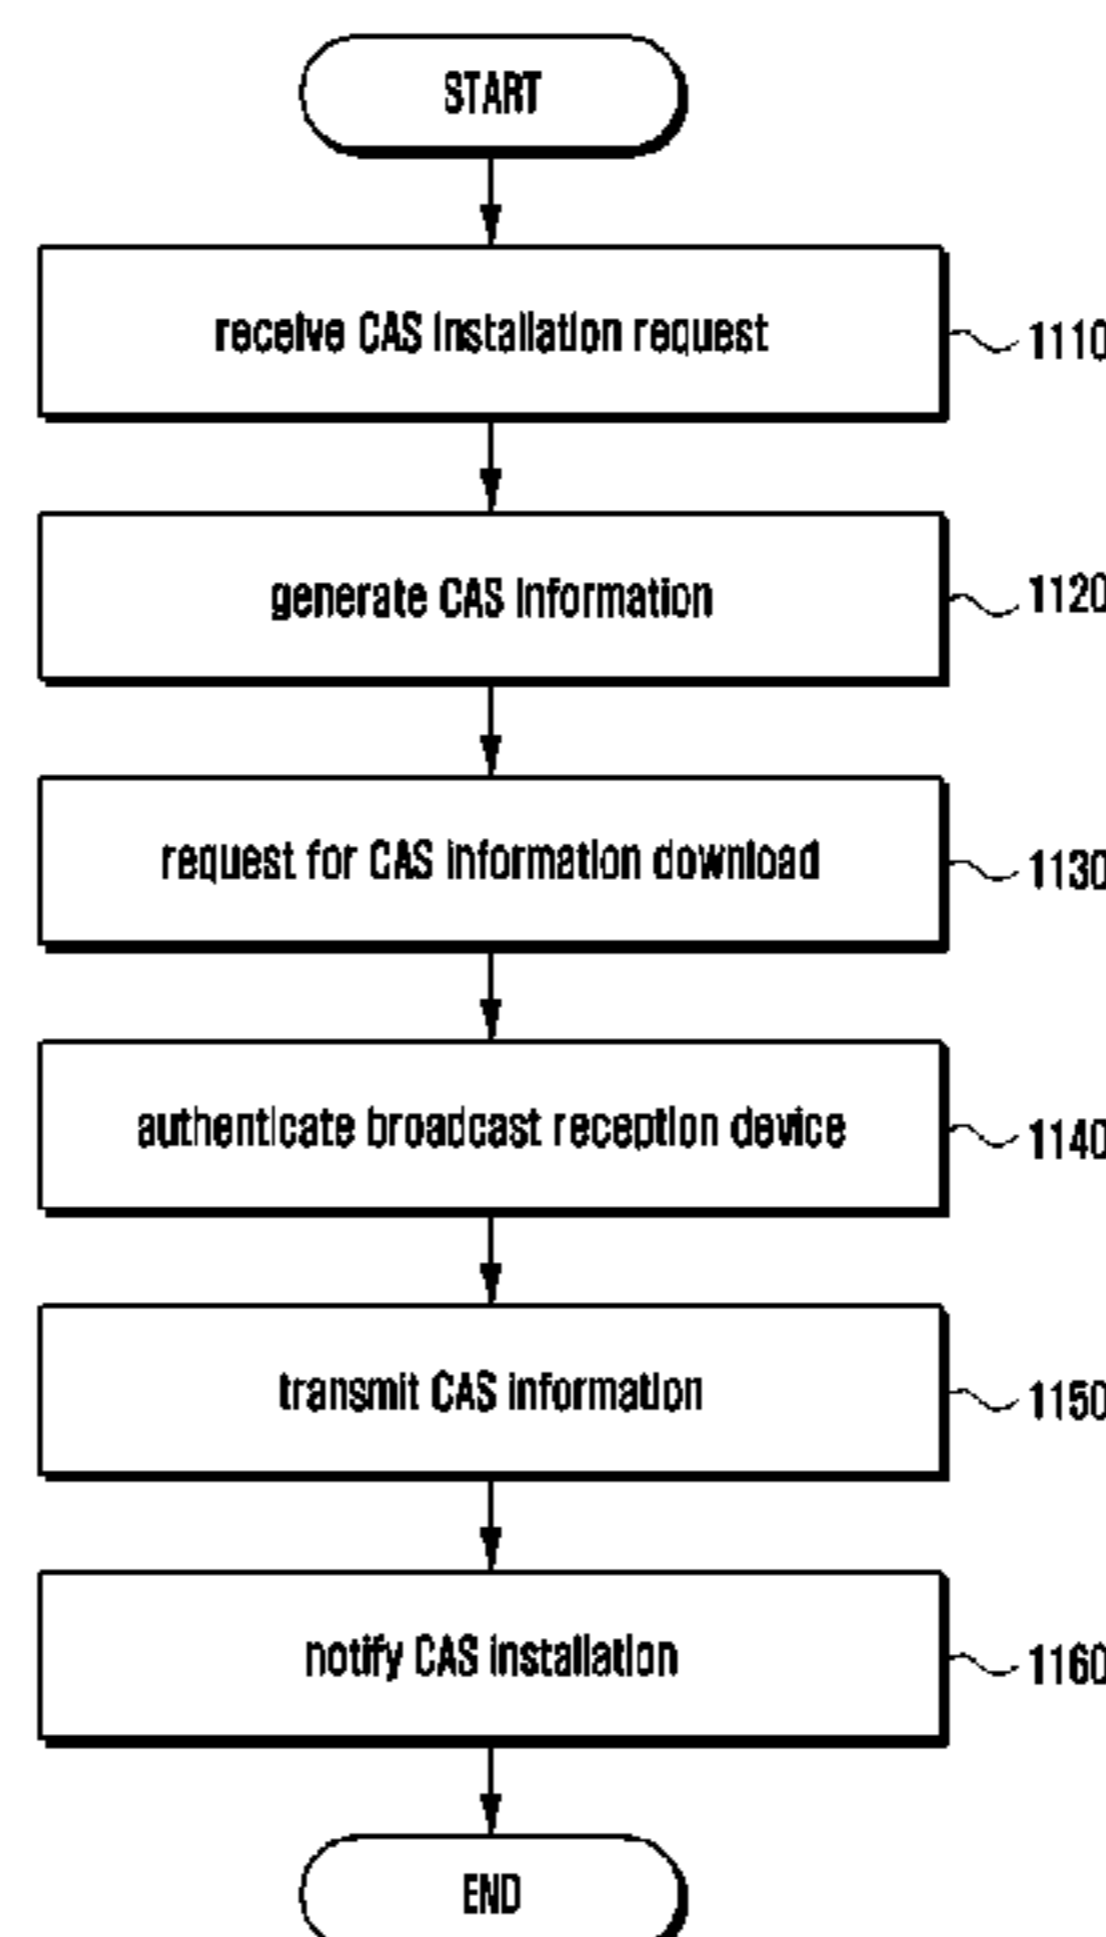 START
receive CAS installation request
1110
generate CAS information
1120
request for CAS information download
1130
authenticate broadcast reception device
1140
transmit CAS information
1150
notify CAS installation
1160
END